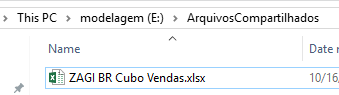 This PC > modelagem (E:) > ArquivosCompartilhados
Name
Date r
ZAGI BR Cubo Vendas.xlsx
10/16/